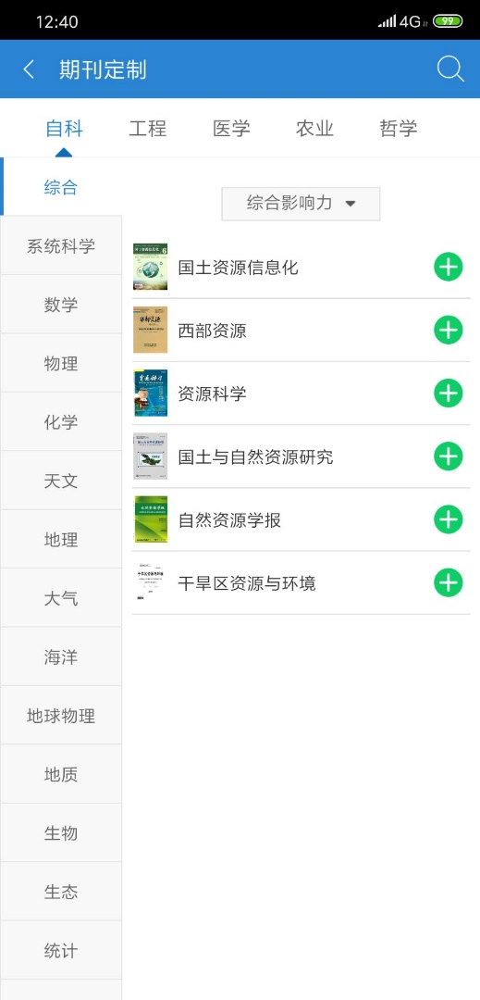 12:40
4G
99
期刊定制
自科 工程 医学 农业 哲学
综合
系统科学
数学
物理
化学
天文
地理
大气
海洋
地球物理
地质
生物
生态
统计
综合影响力
国土资源信息化
西部资源
资源科学
国土与自然资源研究
自然资源学报
干旱区资源与环境